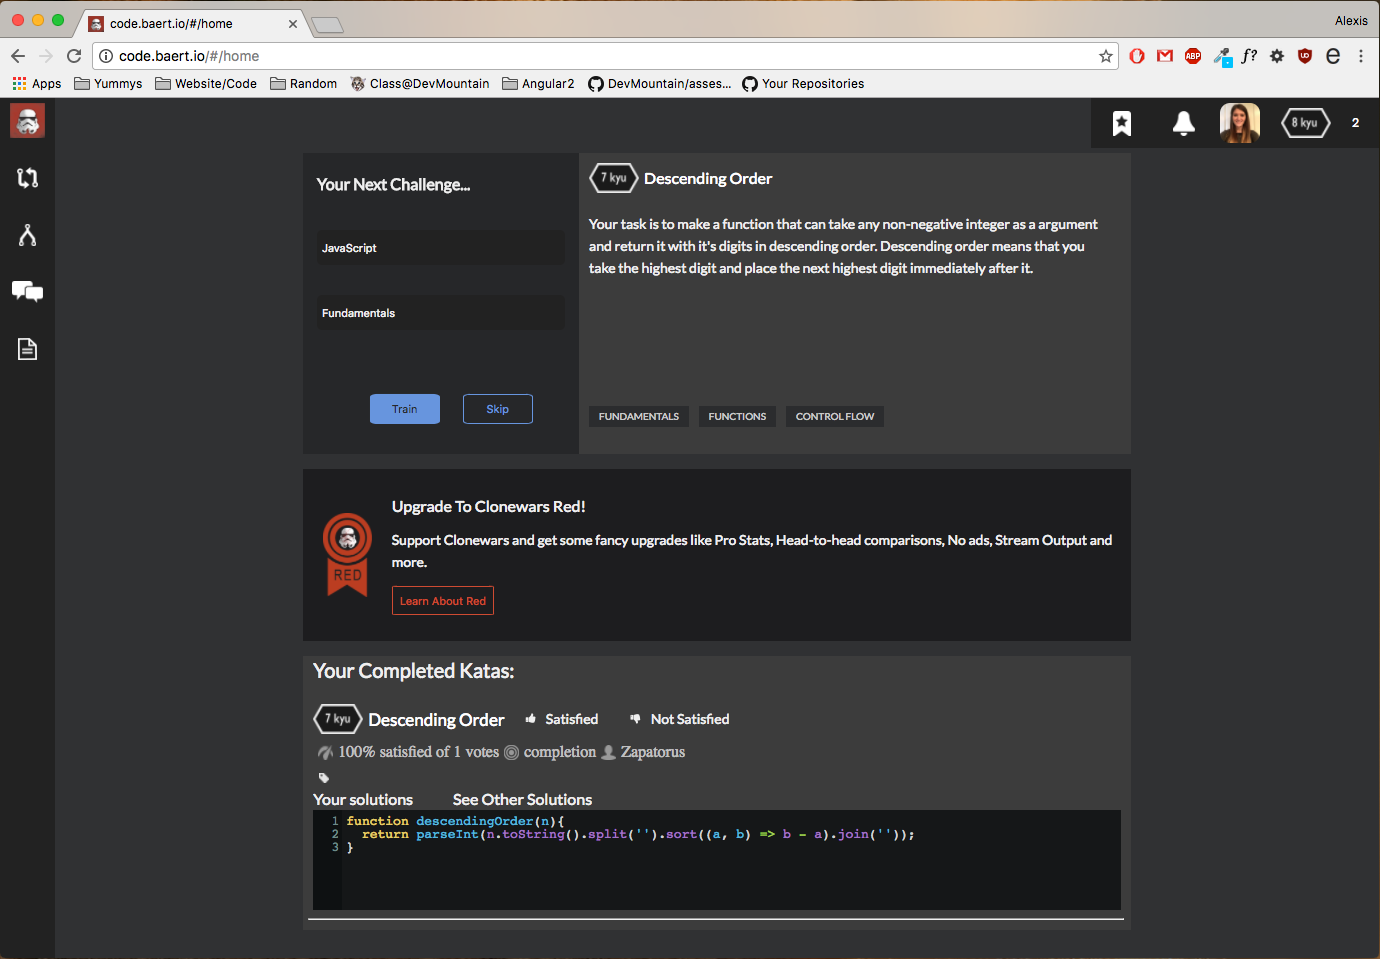 code.baert.io/#/home
Alexis
code.baert.io/#/home
ABP
f?
Apps
Yummys
Website/Code
Random
Class@DevMountain
Angular2
DevMountain/asses...
Your Repositories
8 kyu
2
Your Next Challenge...
JavaScript
Fundamentals
Train
Skip
7 kyu
Descending Order
Your task is to make a function that can take any non-negative integer as a argument
and return it with it's digits in descending order. Descending order means that you
take the highest digit and place the next highest digit immediately after it.
FUNDAMENTALS
FUNCTIONS
CONTROL FLOW
RED
Upgrade To Clonewars Red!
Support Clonewars and get some fancy upgrades like Pro Stats, Head-to-head comparisons, No ads, Stream Output and
more.
Learn About Red
Your Completed Katas:
7 kyu
Descending Order
Satisfied
Not Satisfied
100% satisfied of 1 votes
completion
Zapatorus
Your solutions
See Other Solutions
1 function descendingOrder(n){
2   return parseInt(n.toString().split('').sort((a, b) => b - a).join(''));
3 }